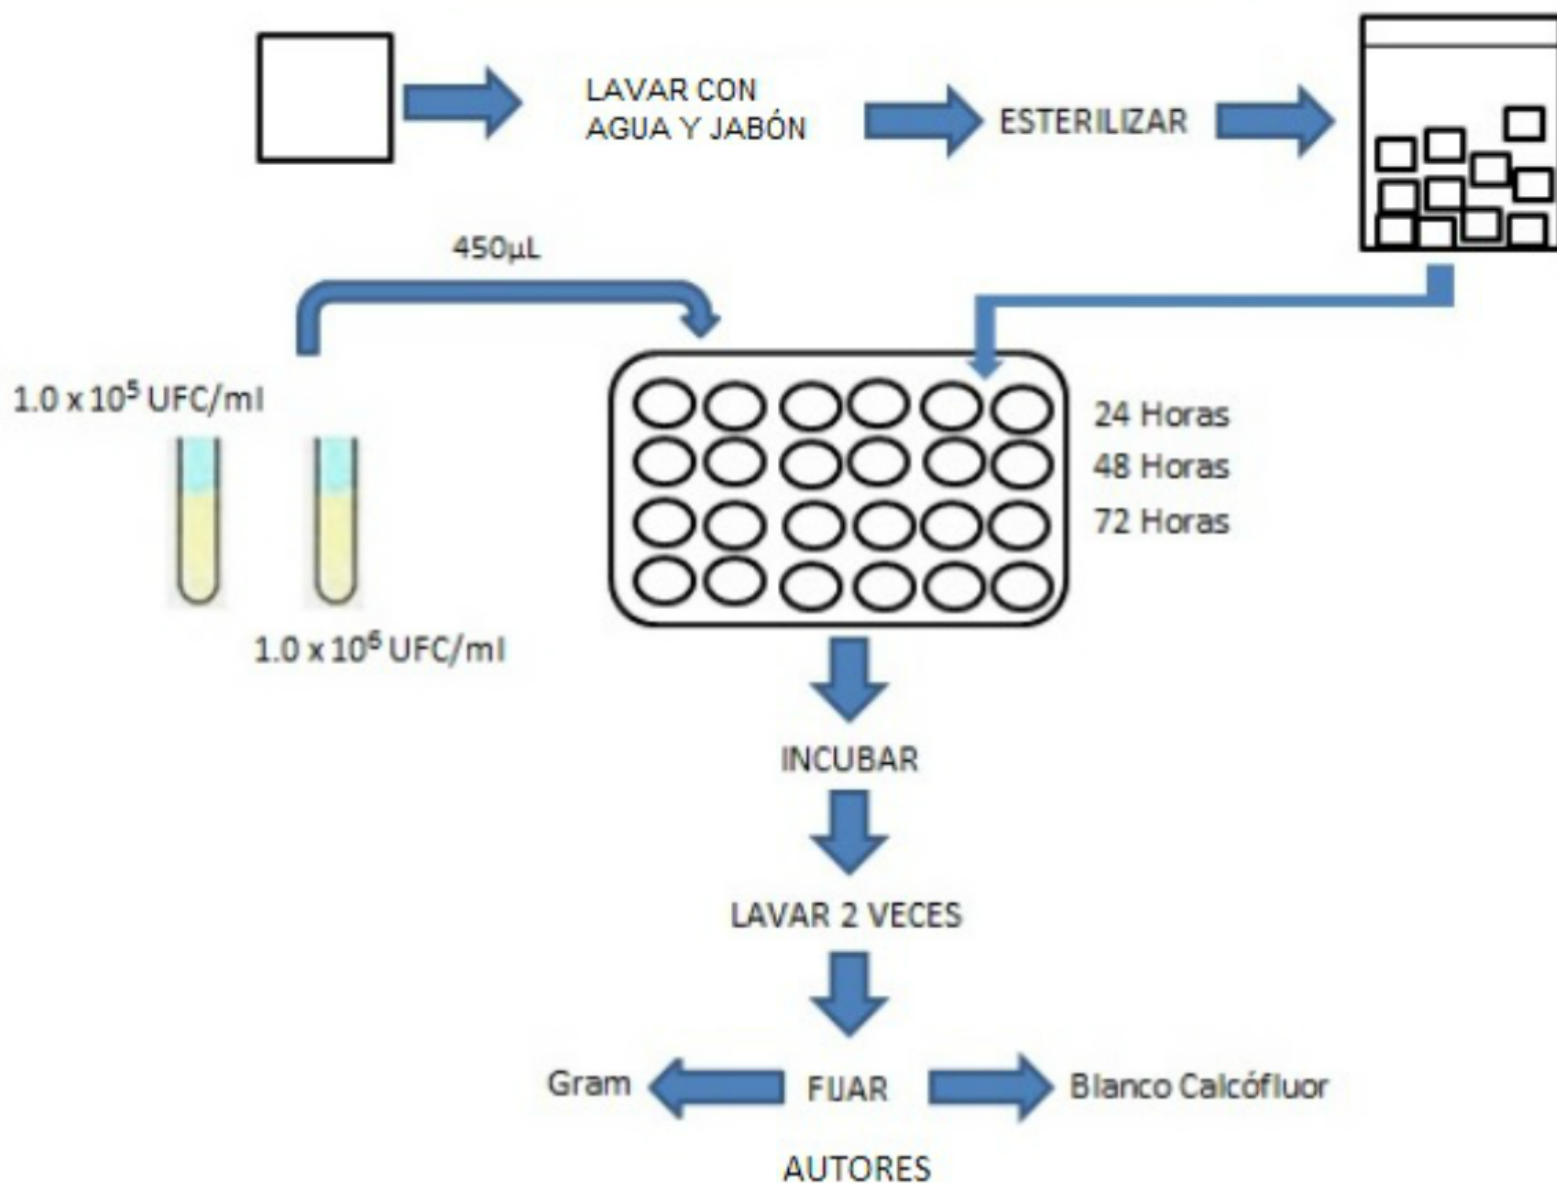 LAVAR CON
AGUA Y JABÓN
ESTERILIZAR
450µL
1.0 x 10⁵ UFC/ml
1.0 x 10⁶ UFC/ml
24 Horas
48 Horas
72 Horas
INCUBAR
LAVAR 2 VECES
Gram
FIJAR
Blanco Calcófluor
AUTORES